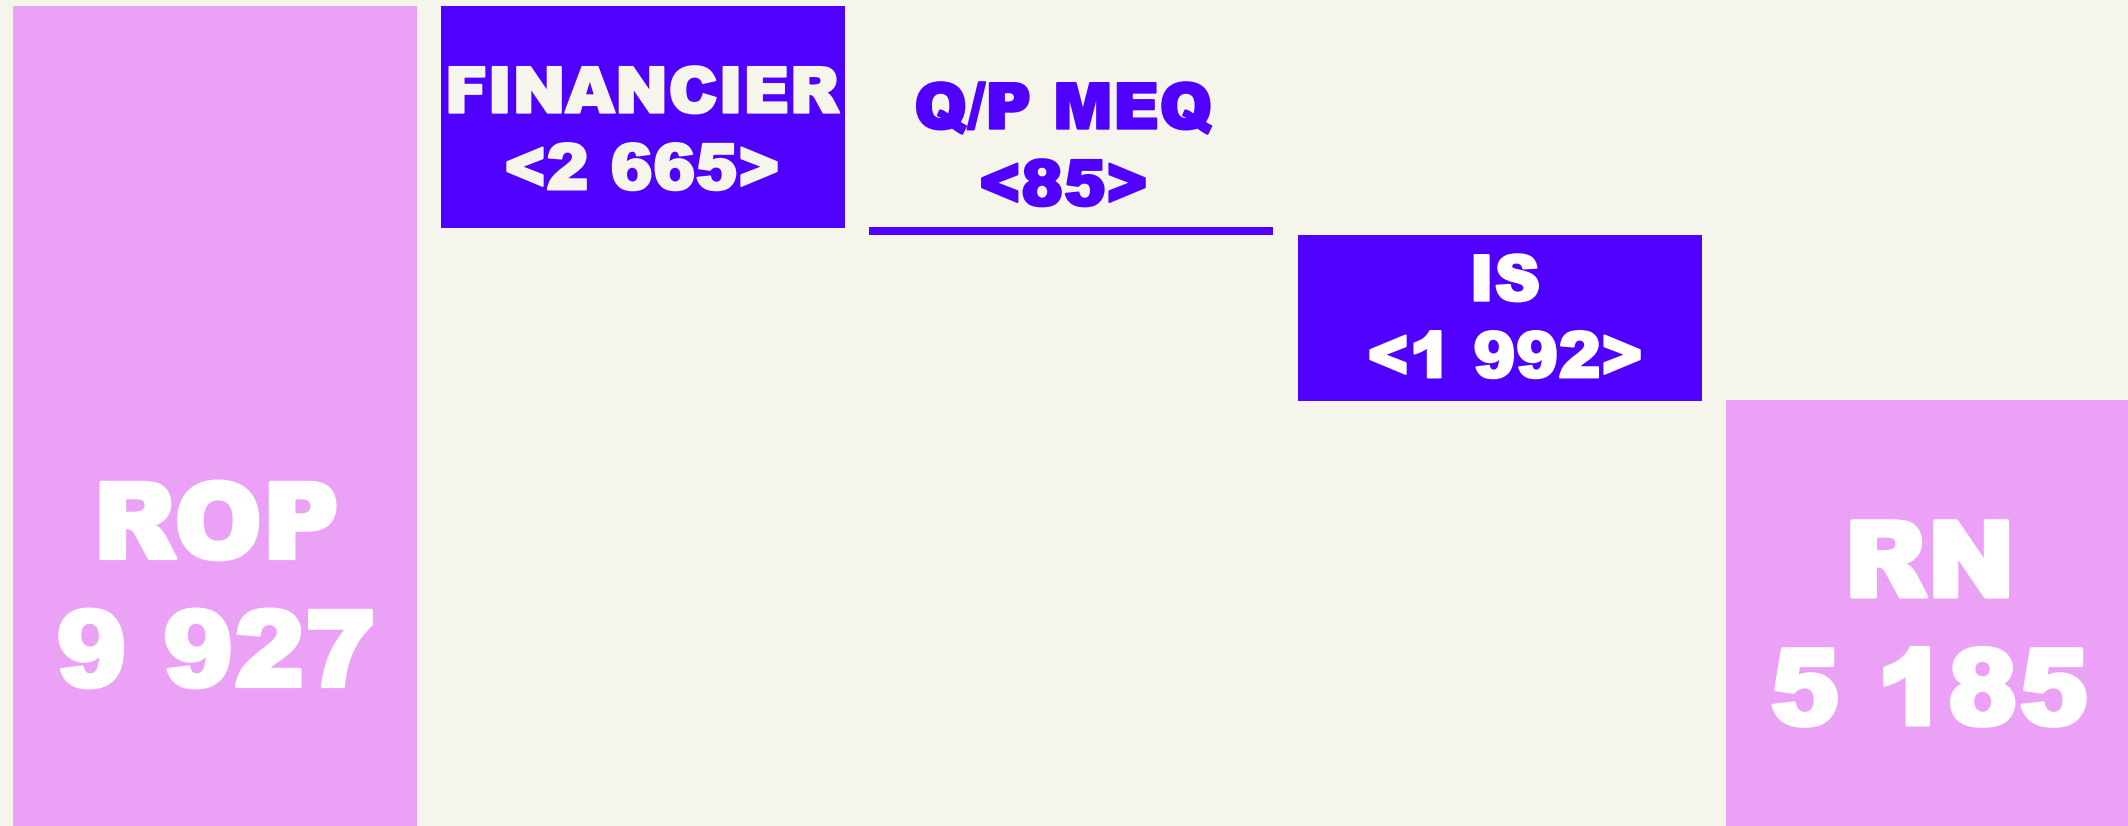 ROP
9 927
FINANCIER
<2 665>
Q/P MEQ
<85>
IS
<1 992>
RN
5 185